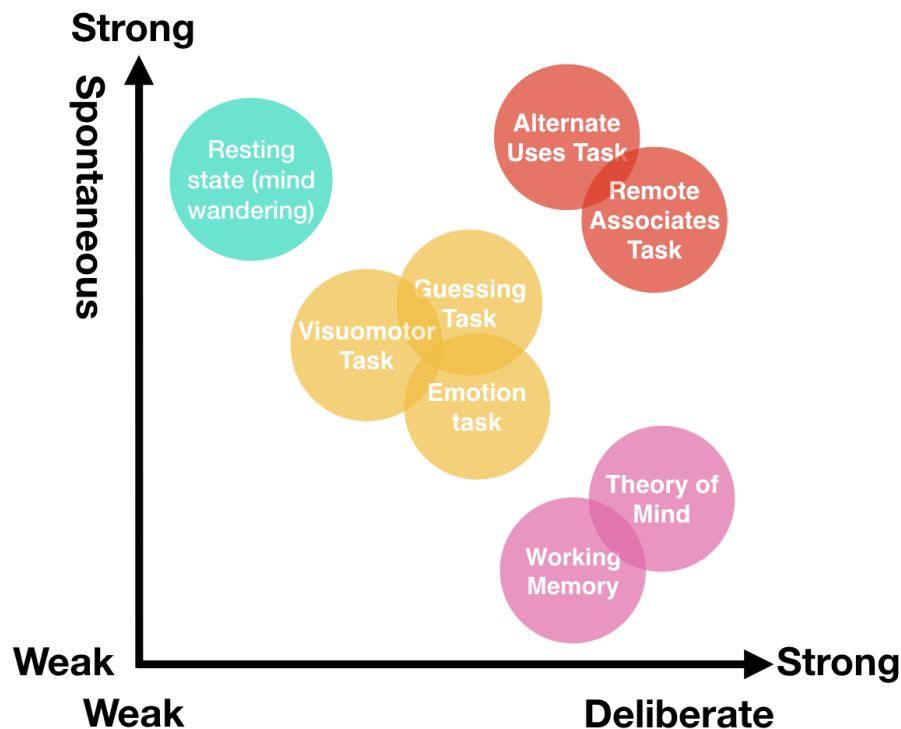 Strong
Spontaneous
Resting
state (mind
wandering)
Alternate
Uses Task
Remote
Associates
Task
Guessing
Task
Visuomotor
Task
Emotion
task
Theory of
Mind
Working
Memory
Weak
Strong
Weak
Deliberate